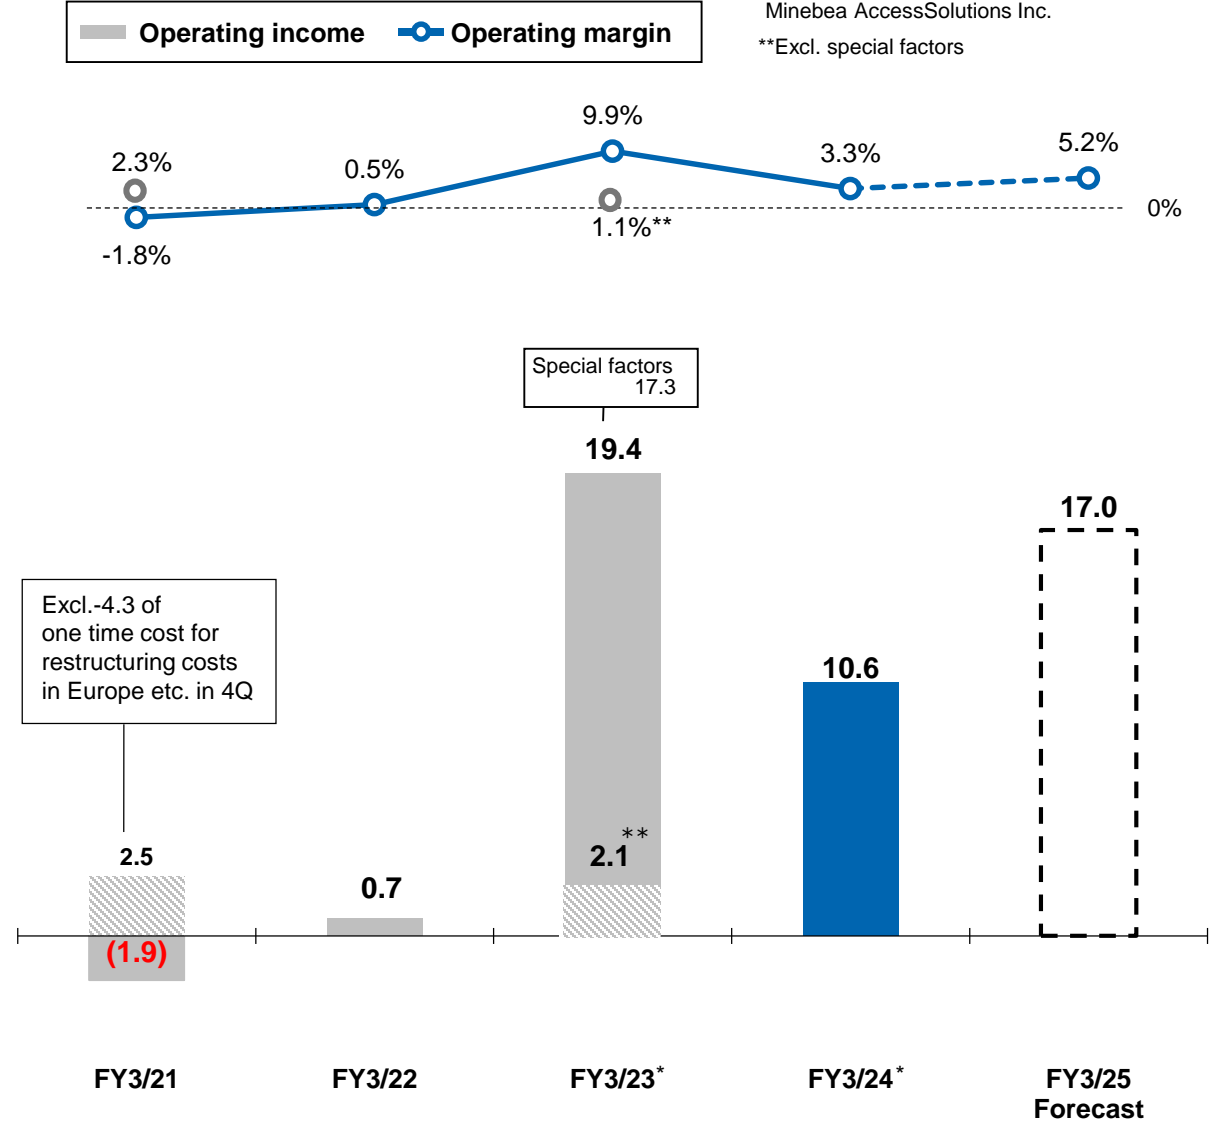 Minebea AccessSolutions Inc.
Operating income
Operating margin
**Excl. special factors
9.9%
2.3%
0.5%
3.3%
5.2%
0%
1.1%**
-1.8%
Special factors
17.3
19.4
17.0
Excl.-4.3 of
one time cost for
restructuring costs
in Europe etc. in 4Q
10.6
**
2.5
2.1
0.7
(1.9)
FY3/21
FY3/22
FY3/23*
FY3/24*
FY3/25
Forecast